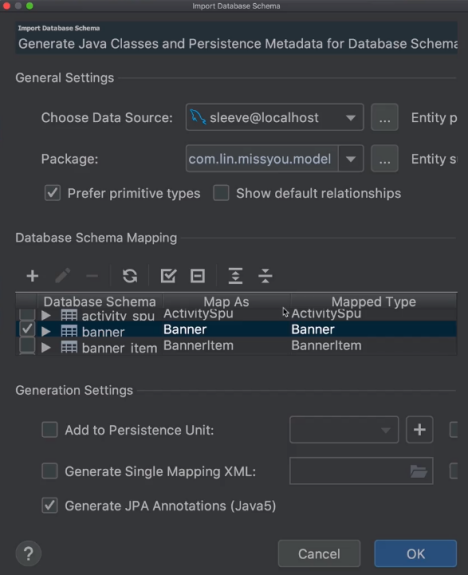 Import Database Schema
Import Database Schema
Generate Java Classes and Persistence Metadata for Database Schema
General Settings
Choose Data Source: sleeve@localhost ... Entity p
Package: com.lin.missyou.model ... Entity s
Prefer primitive types Show default relationships
Database Schema Mapping
Database Schema Map As Mapped Type
activity_spu ActivitySpu ActivitySpu
banner Banner Banner
banner_item BannerItem BannerItem
Generation Settings
Add to Persistence Unit:
Generate Single Mapping XML:
Generate JPA Annotations (Java5)
? Cancel OK